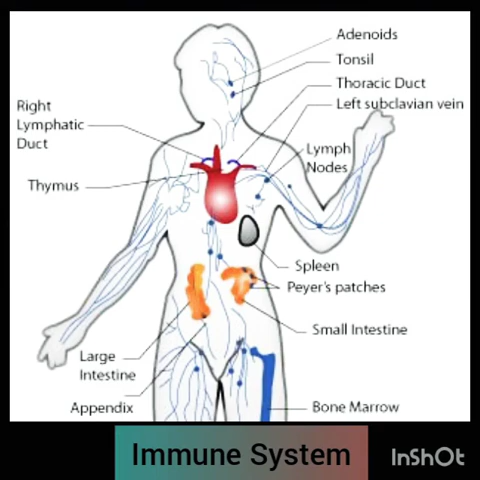 Adenoids
Tonsil
Thoracic Duct
Left subclavian vein
Right
Lymphatic
Duct
Lymph
Nodes
Thymus
Spleen
Peyer's patches
Small Intestine
Large
Intestine
Appendix
Bone Marrow
Immune System
InShOt